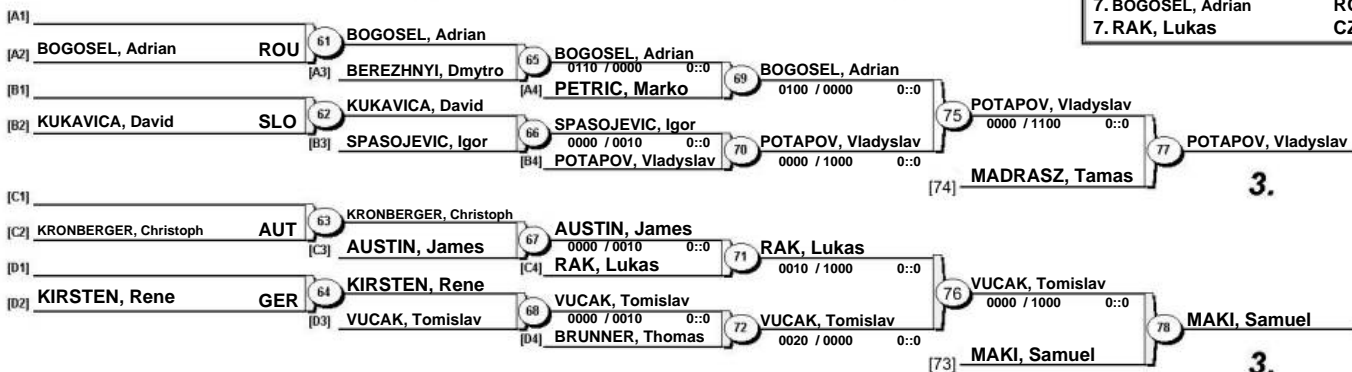 7. BOGOSEL, Adrian
7. RAK, Lukas CZ
[A1]
[A2] BOGOSEL, Adrian ROU 61 BOGOSEL, Adrian
[A3] BEREZHNYI, Dmytro 65 BOGOSEL, Adrian
0110 / 0000 0::0
[A4] PETRIC, Marko 69 BOGOSEL, Adrian
0100 / 0000 0::0
[B1]
[B2] KUKAVICA, David SLO 62 KUKAVICA, David
[B3] SPASOJEVIC, Igor 66 SPASOJEVIC, Igor
0000 / 0010 0::0
[B4] POTAPOV, Vladyslav 70 POTAPOV, Vladyslav
0000 / 1000 0::0
75 POTAPOV, Vladyslav
0000 / 1100 0::0
[74] MADRASZ, Tamas 77 POTAPOV, Vladyslav
3.
[C1]
[C2] KRONBERGER, Christoph AUT 63 KRONBERGER, Christoph
[C3] AUSTIN, James 67 AUSTIN, James
0000 / 0010 0::0
[C4] RAK, Lukas 71 RAK, Lukas
0010 / 1000 0::0
[D1]
[D2] KIRSTEN, Rene GER 64 KIRSTEN, Rene
[D3] VUCAK, Tomislav 68 VUCAK, Tomislav
0000 / 0010 0::0
[D4] BRUNNER, Thomas 72 VUCAK, Tomislav
0020 / 0000 0::0
76 VUCAK, Tomislav
0000 / 1000 0::0
[73] MAKI, Samuel 78 MAKI, Samuel
3.